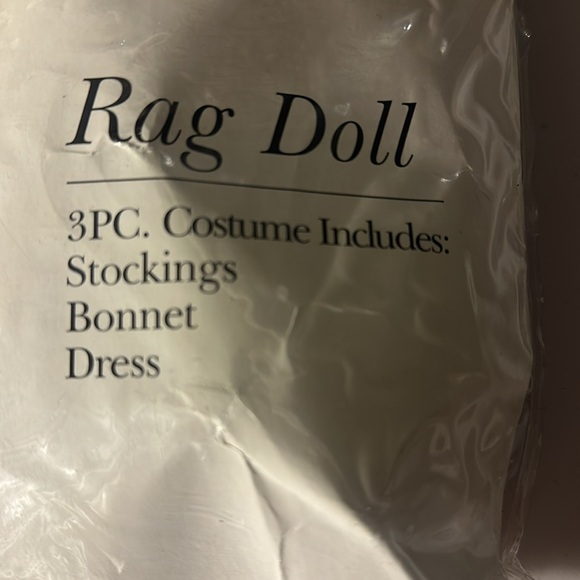 Rag Doll
3PC. Costume Includes:
Stockings
Bonnet
Dress